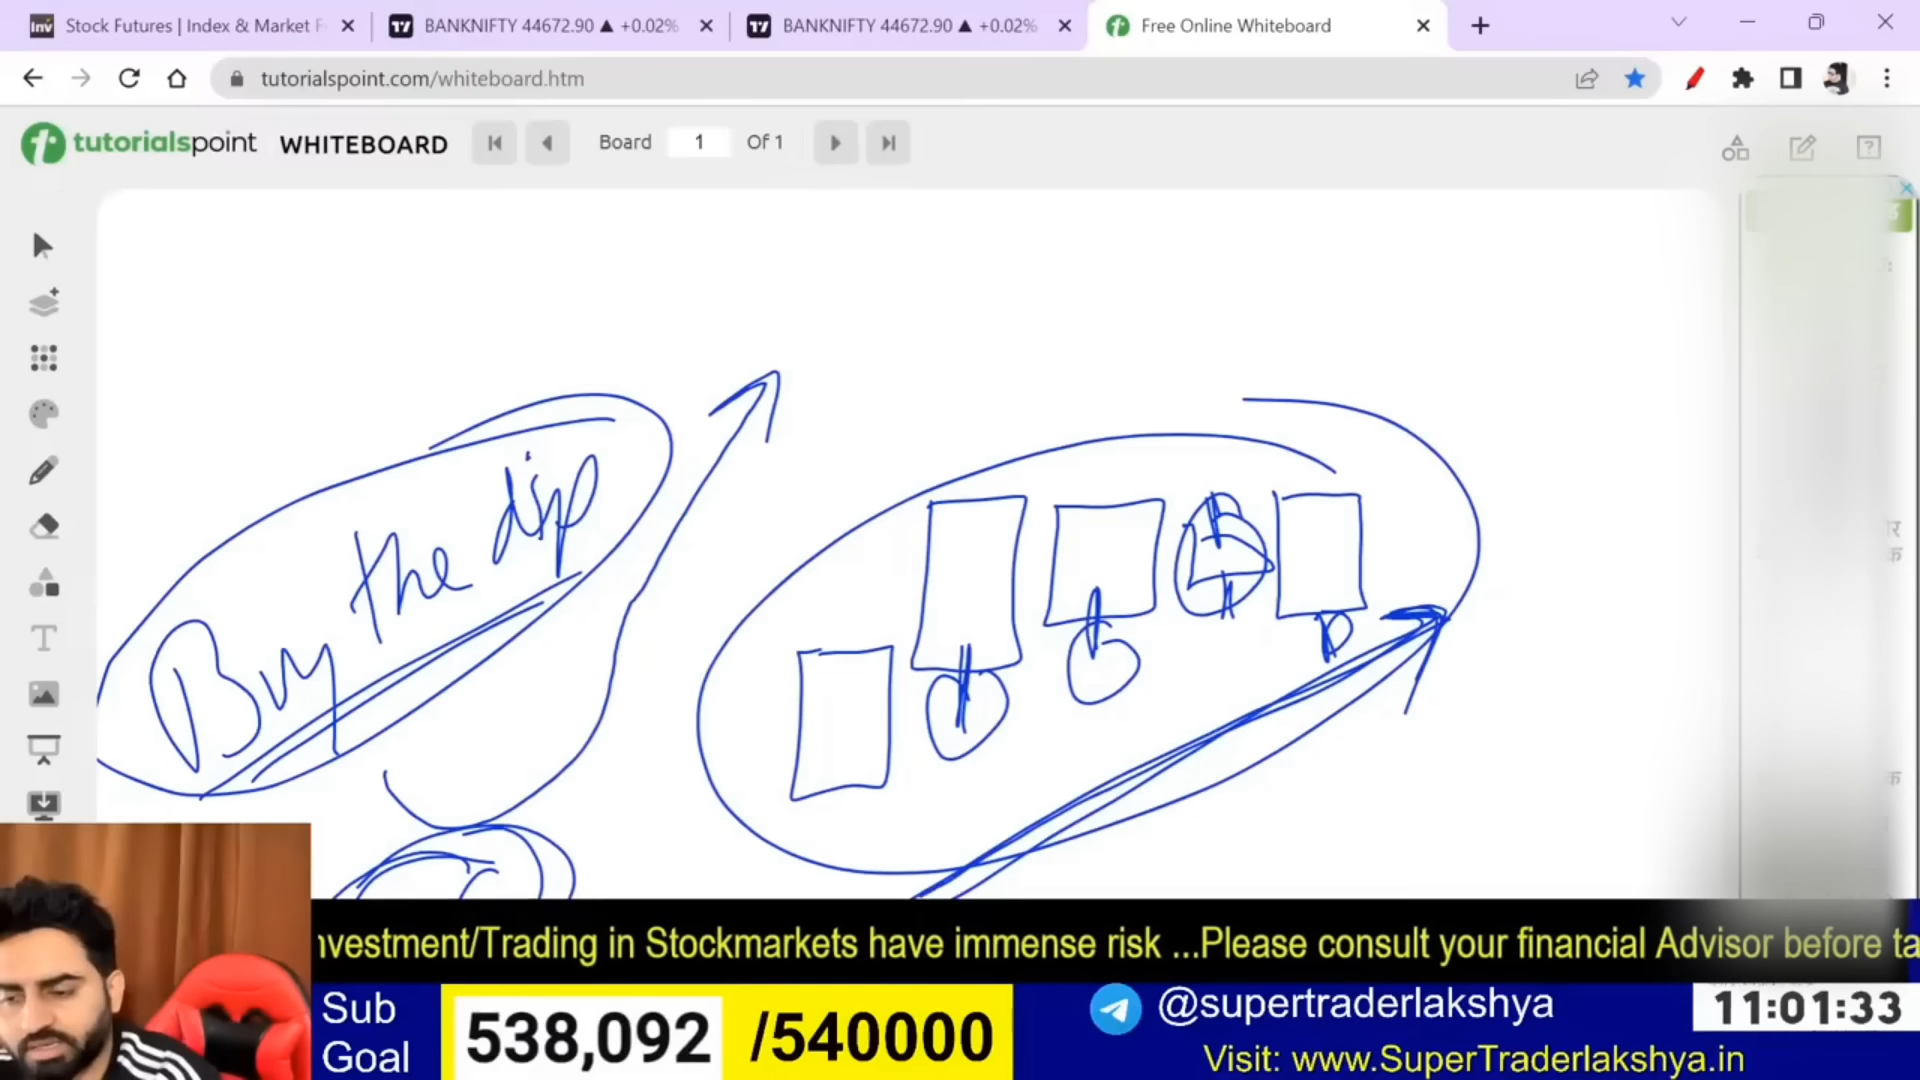 Stock Futures | Index & Market F
BANKNIFTY 44672.90 ▲ +0.02%
BANKNIFTY 44672.90 ▲ +0.02%
Free Online Whiteboard
tutorialspoint.com/whiteboard.htm
tutorialspoint WHITEBOARD Board 1 Of 1
Buy the dip
nvestment/Trading in Stockmarkets have immense risk ...Please consult your financial Advisor before ta
Sub Goal
538,092 /540000
@supertraderlakshya
11:01:33
Visit: www.SuperTraderlakshya.in